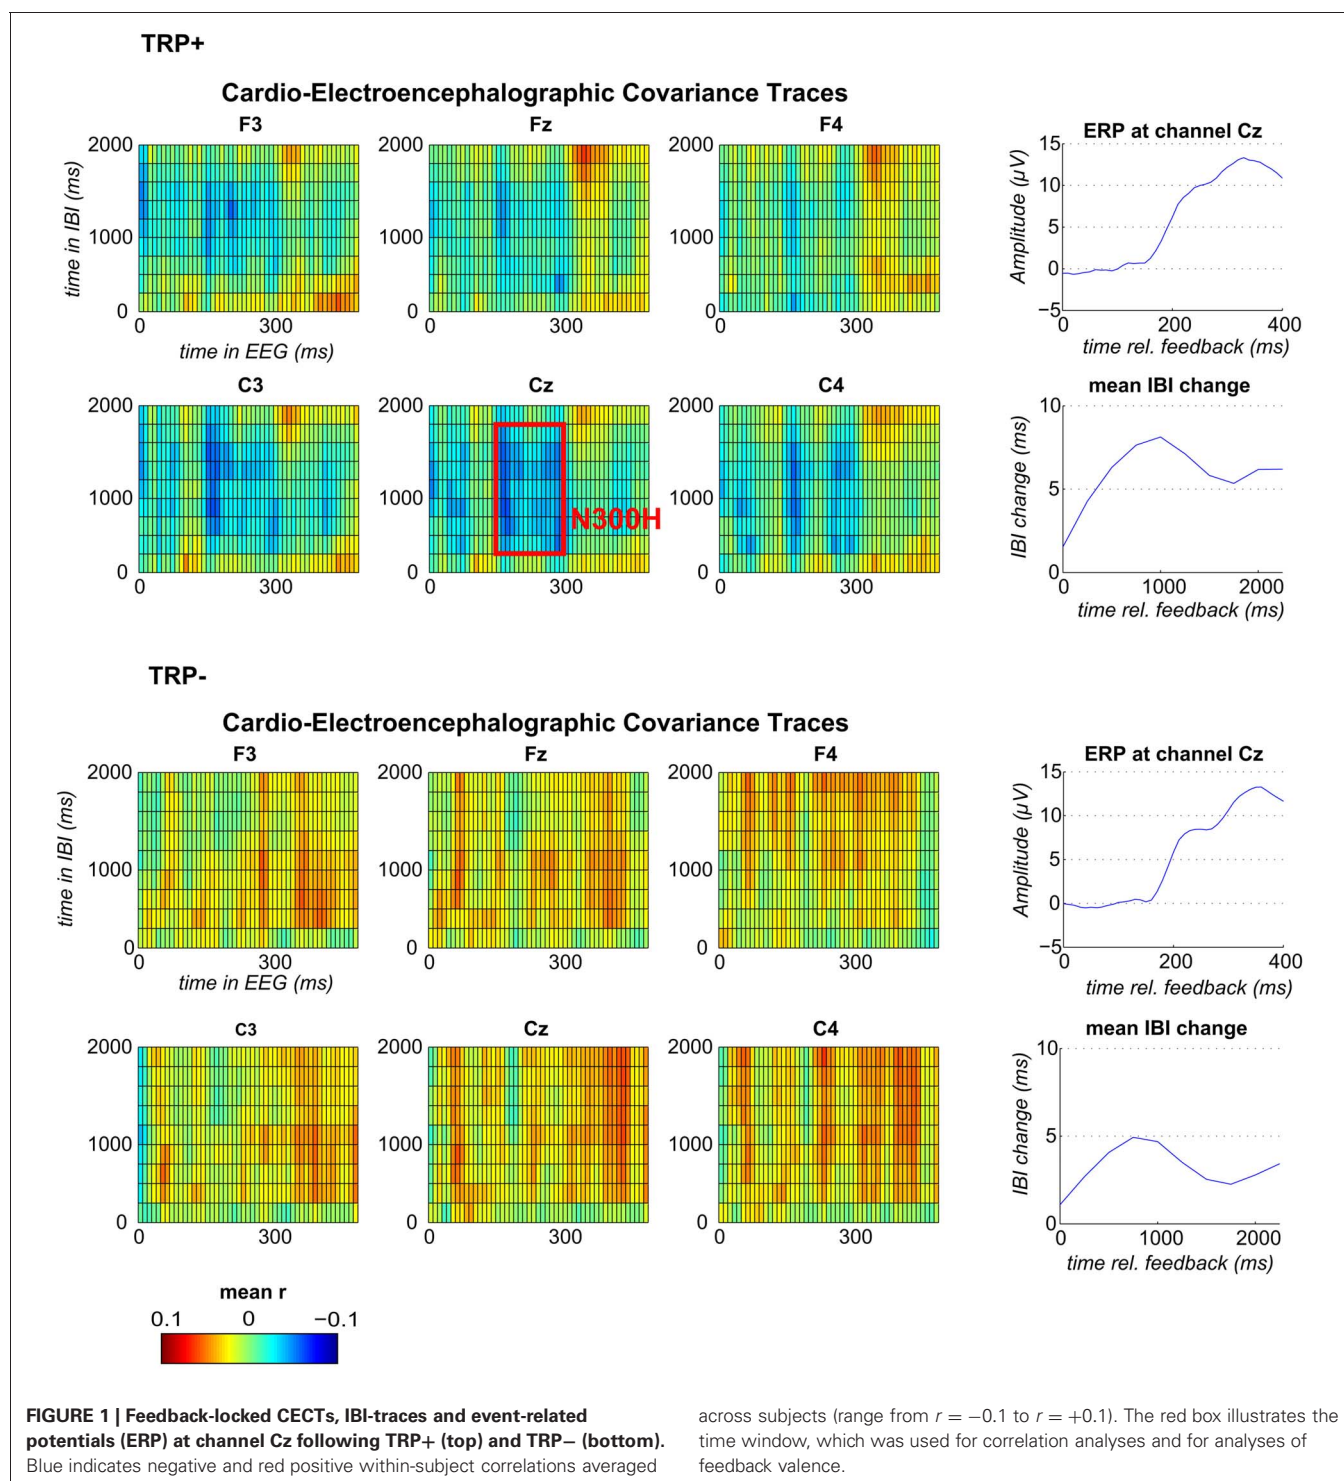 TRP+
Cardio-Electroencephalographic Covariance Traces
F3
Fz
F4
2000
1000
0
time in IBI (ms)
0
300
time in EEG (ms)
2000
1000
0
0
300
2000
1000
0
0
300
ERP at channel Cz
15
10
5
0
−5
Amplitude (μV)
0
200
400
time rel. feedback (ms)
C3
Cz
C4
2000
1000
0
0
300
2000
1000
0
0
300
N300H
2000
1000
0
0
300
mean IBI change
10
5
0
IBI change (ms)
0
1000
2000
time rel. feedback (ms)
TRP-
Cardio-Electroencephalographic Covariance Traces
F3
Fz
F4
2000
1000
0
time in IBI (ms)
0
300
time in EEG (ms)
2000
1000
0
0
300
2000
1000
0
0
300
ERP at channel Cz
15
10
5
0
−5
Amplitude (μV)
0
200
400
time rel. feedback (ms)
C3
Cz
C4
2000
1000
0
0
300
2000
1000
0
0
300
2000
1000
0
0
300
mean IBI change
10
5
0
IBI change (ms)
0
1000
2000
time rel. feedback (ms)
mean r
0.1 0 −0.1
FIGURE 1 | Feedback-locked CECTs, IBI-traces and event-related
potentials (ERP) at channel Cz following TRP+ (top) and TRP− (bottom).
Blue indicates negative and red positive within-subject correlations averaged
across subjects (range from r = −0.1 to r = +0.1). The red box illustrates the
time window, which was used for correlation analyses and for analyses of
feedback valence.